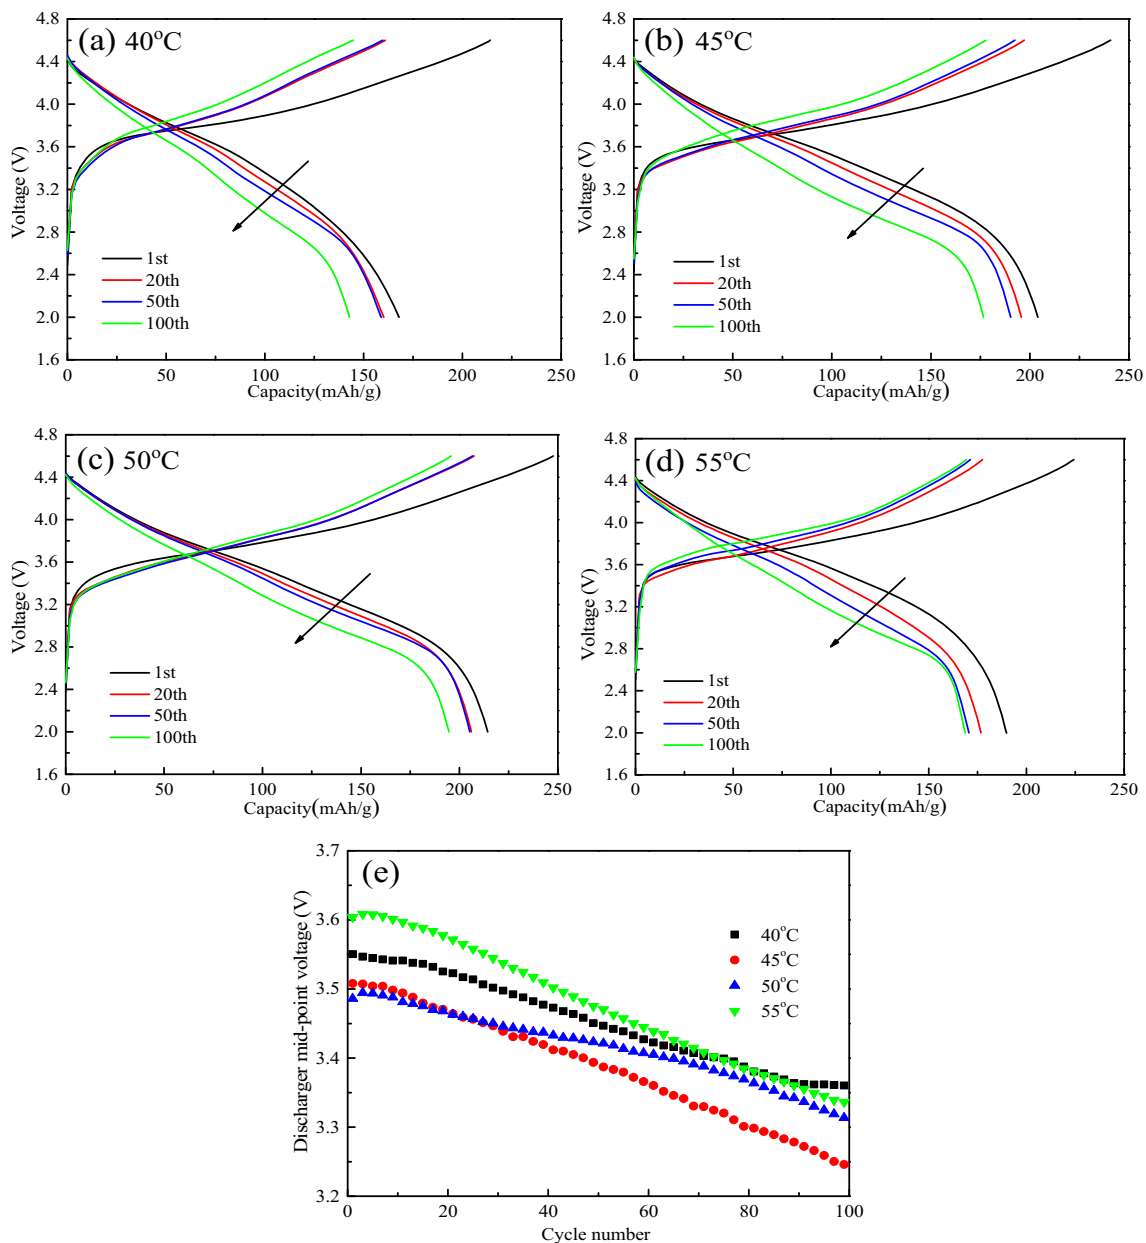 (a) 40°C
4.8
4.4
4.0
3.6
3.2
2.8
2.4
2.0
1.6
Voltage (V)
1st
20th
50th
100th
0 50 100 150 200 250
Capacity(mAh/g)
(b) 45°C
4.8
4.4
4.0
3.6
3.2
2.8
2.4
2.0
1.6
Voltage (V)
1st
20th
50th
100th
0 50 100 150 200 250
Capacity(mAh/g)
(c) 50°C
4.8
4.4
4.0
3.6
3.2
2.8
2.4
2.0
1.6
Voltage (V)
1st
20th
50th
100th
0 50 100 150 200 250
Capacity(mAh/g)
(d) 55°C
4.8
4.4
4.0
3.6
3.2
2.8
2.4
2.0
1.6
Voltage (V)
1st
20th
50th
100th
0 50 100 150 200 250
Capacity(mAh/g)
(e)
3.7
3.6
3.5
3.4
3.3
3.2
Discharger mid-point voltage (V)
40°C
45°C
50°C
55°C
0 20 40 60 80 100
Cycle number